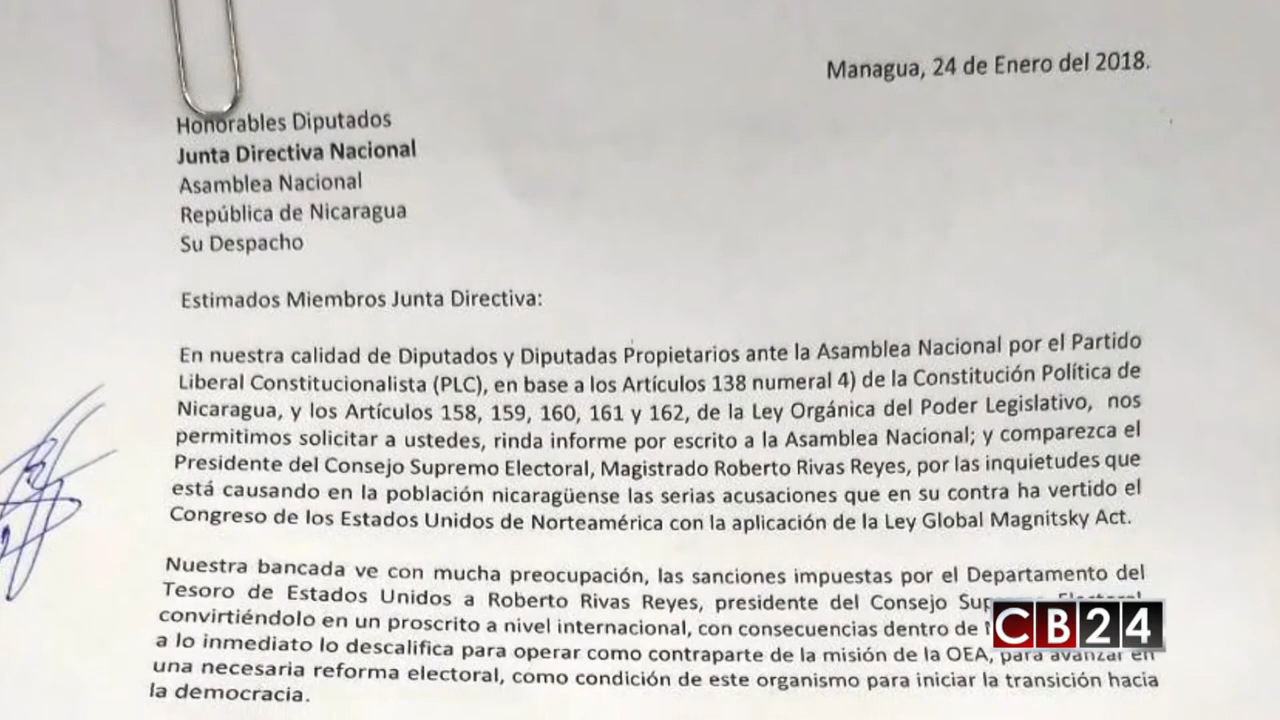 Managua, 24 de Enero del 2018.
Honorables Diputados
Junta Directiva Nacional
Asamblea Nacional
República de Nicaragua
Su Despacho
Estimados Miembros Junta Directiva:
En nuestra calidad de Diputados y Diputadas Propietarios ante la Asamblea Nacional por el Partido
Liberal Constitucionalista (PLC), en base a los Artículos 138 numeral 4) de la Constitución Política de
Nicaragua, y los Artículos 158, 159, 160, 161 y 162, de la Ley Orgánica del Poder Legislativo, nos
permitimos solicitar a ustedes, rinda informe por escrito a la Asamblea Nacional; y comparezca el
Presidente del Consejo Supremo Electoral, Magistrado Roberto Rivas Reyes, por las inquietudes que
está causando en la población nicaragüense las serias acusaciones que en su contra ha vertido el
Congreso de los Estados Unidos de Norteamérica con la aplicación de la Ley Global Magnitsky Act.
Nuestra bancada ve con mucha preocupación, las sanciones impuestas por el Departamento del
Tesoro de Estados Unidos a Roberto Rivas Reyes, presidente del Consejo
convirtiéndolo en un proscrito a nivel internacional, con consecuencias dentro de
a lo inmediato lo descalifica para operar como contraparte de la misión de la OEA, para avanzar en
una necesaria reforma electoral, como condición de este organismo para iniciar la transición hacia
la democracia.
CB24